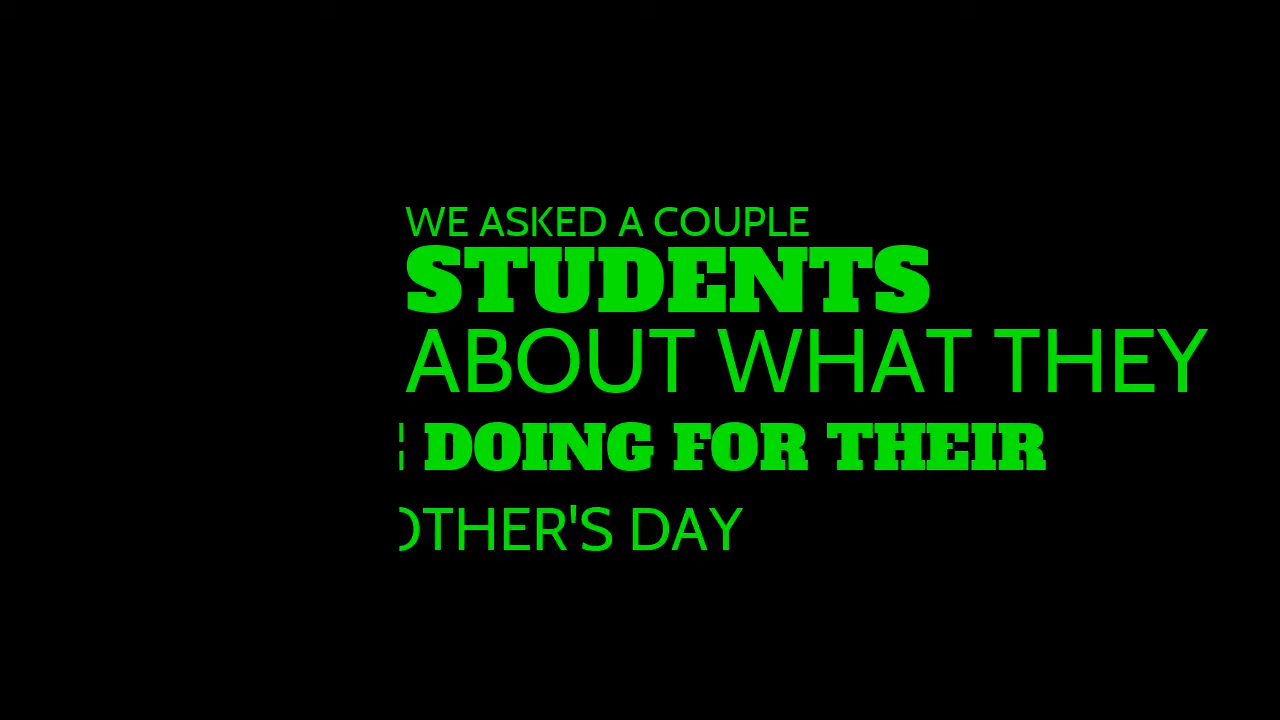 WE ASKED A COUPLE
STUDENTS
ABOUT WHAT THEY
DOING FOR THEIR
OTHER'S DAY